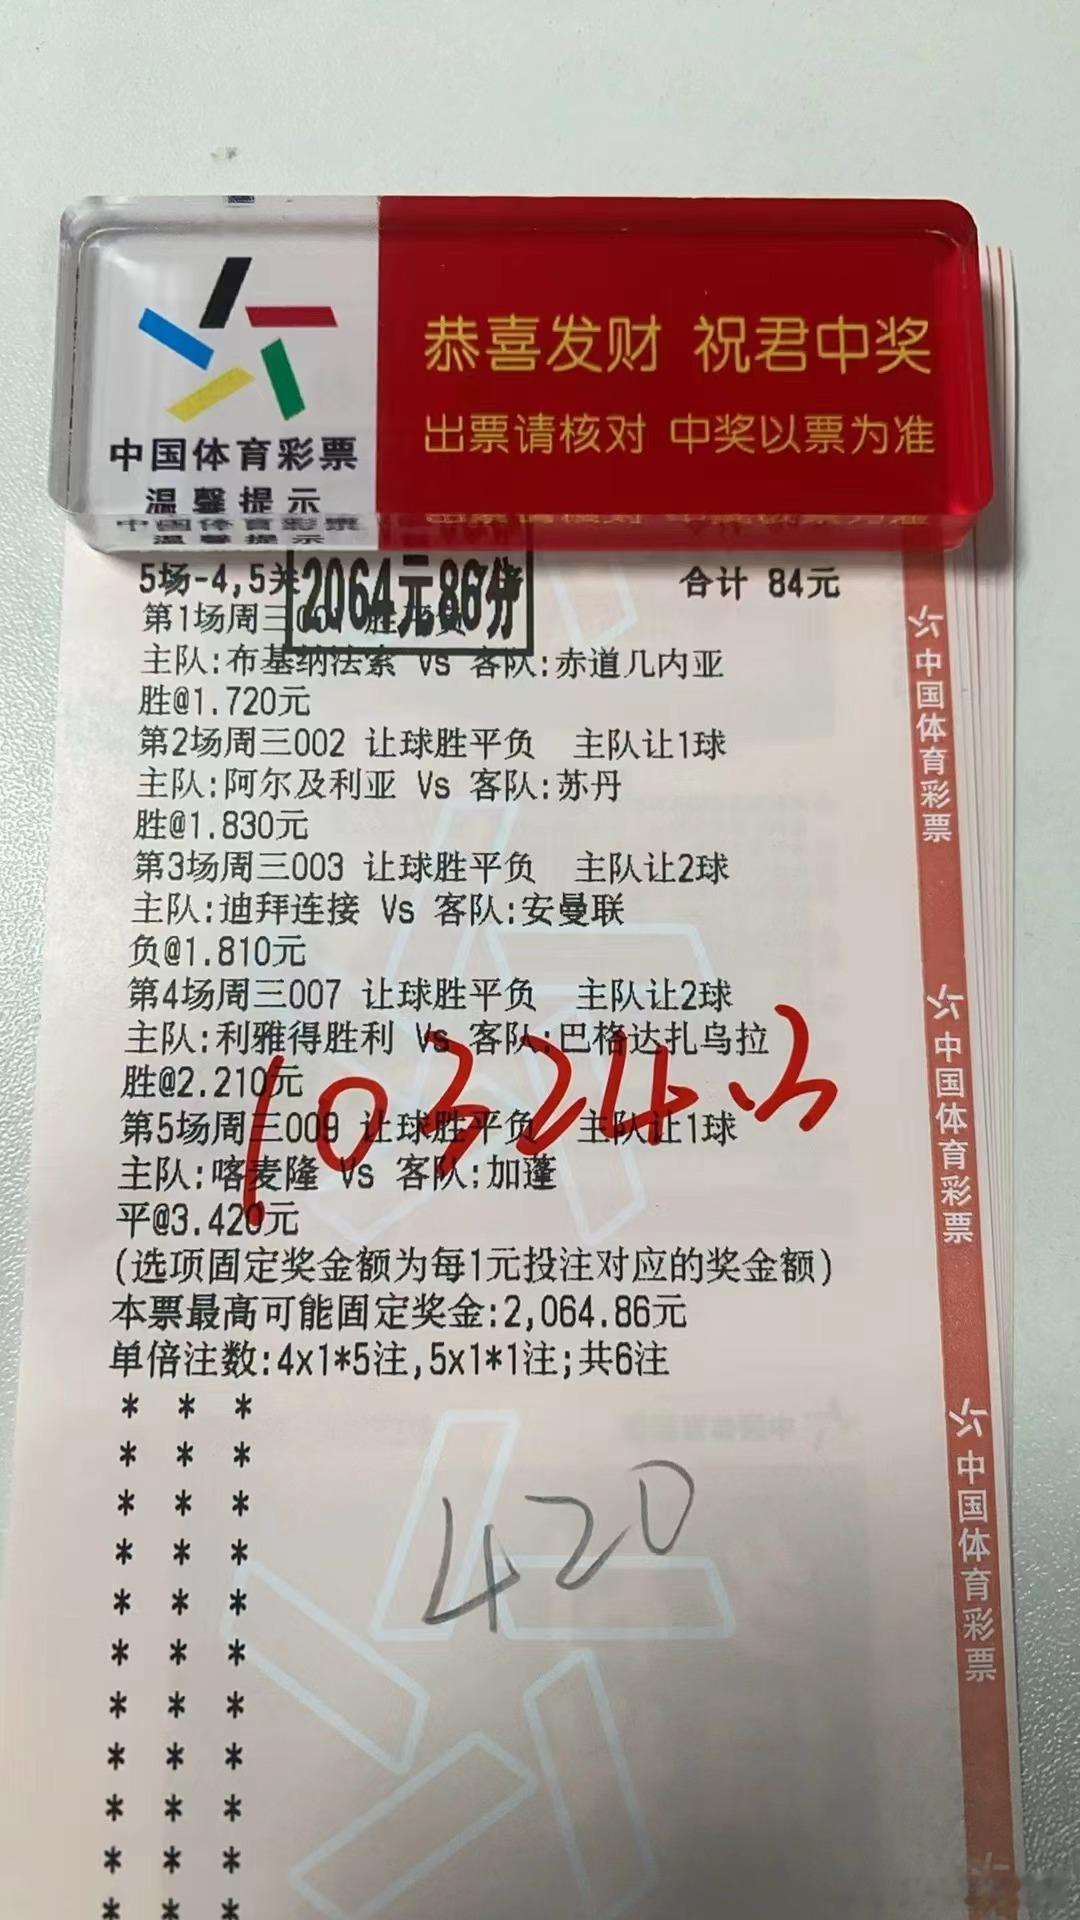 恭喜发财 祝君中奖
出票请核对 中奖以票为准
中国体育彩票
温馨提示
5场-4,5关
2064元86分
合计 84元
第1场周三001 胜平负
主队:布基纳法索 Vs 客队:赤道几内亚
胜@1.720元
第2场周三002 让球胜平负 主队让1球
主队:阿尔及利亚 Vs 客队:苏丹
胜@1.830元
第3场周三003 让球胜平负 主队让2球
主队:迪拜连接 Vs 客队:安曼联
负@1.810元
第4场周三007 让球胜平负 主队让2球
主队:利雅得胜利 Vs 客队:巴格达扎乌拉
胜@2.210元
10324.3
第5场周三009 让球胜平负 主队让1球
主队:喀麦隆 Vs 客队:加蓬
平@3.420元
(选项固定奖金额为每1元投注对应的奖金额)
本票最高可能固定奖金:2,064.86元
单倍注数:4x1*5注,5x1*1注;共6注
* * *
* * *
* * *
* * *
* * *
* * *
* * *
* * *
* * *
* * *
* * *
420
中国体育彩票
中国体育彩票
中国体育彩票